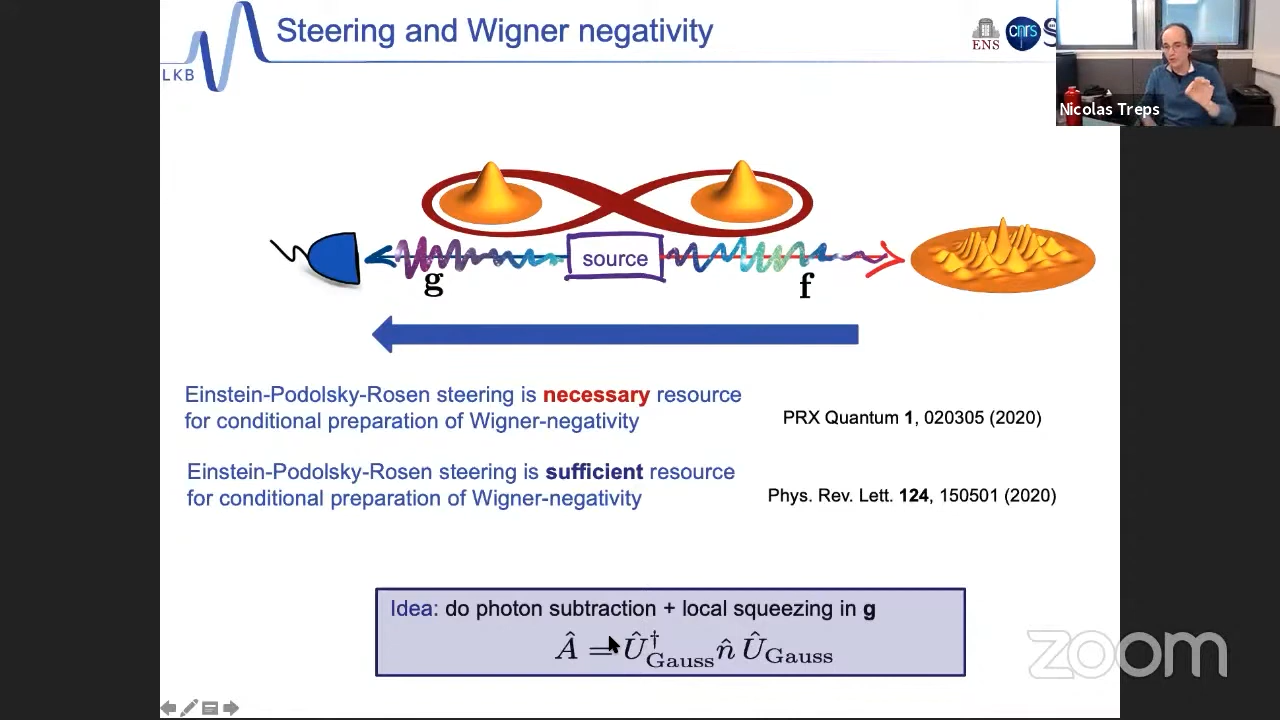 Steering and Wigner negativity
LKB
ENS
cnrs
S
Nicolas Treps
source
g
f
Einstein-Podolsky-Rosen steering is necessary resource
for conditional preparation of Wigner-negativity
PRX Quantum 1, 020305 (2020)
Einstein-Podolsky-Rosen steering is sufficient resource
for conditional preparation of Wigner-negativity
Phys. Rev. Lett. 124, 150501 (2020)
Idea: do photon subtraction + local squeezing in g
Â = Û†Gauss n̂ ÛGauss
zoom